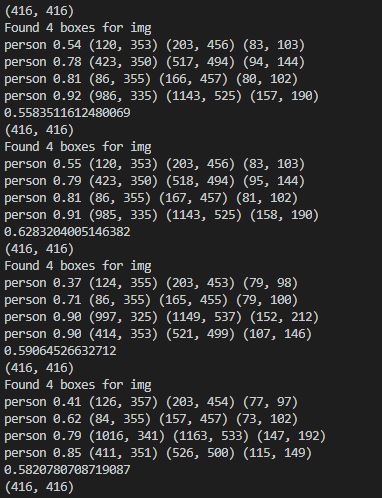 (416, 416)
Found 4 boxes for img
person 0.54 (120, 353) (203, 456) (83, 103)
person 0.78 (423, 350) (517, 494) (94, 144)
person 0.81 (86, 355) (166, 457) (80, 102)
person 0.92 (986, 335) (1143, 525) (157, 190)
0.5583511612480069
(416, 416)
Found 4 boxes for img
person 0.55 (120, 353) (203, 456) (83, 103)
person 0.79 (423, 350) (518, 494) (95, 144)
person 0.81 (86, 355) (167, 457) (81, 102)
person 0.91 (985, 335) (1143, 525) (158, 190)
0.6283204005146382
(416, 416)
Found 4 boxes for img
person 0.37 (124, 355) (203, 453) (79, 98)
person 0.71 (86, 355) (165, 455) (79, 100)
person 0.90 (997, 325) (1149, 537) (152, 212)
person 0.90 (414, 353) (521, 499) (107, 146)
0.59064526632712
(416, 416)
Found 4 boxes for img
person 0.41 (126, 357) (203, 454) (77, 97)
person 0.62 (84, 355) (157, 457) (73, 102)
person 0.79 (1016, 341) (1163, 533) (147, 192)
person 0.85 (411, 351) (526, 500) (115, 149)
0.5820780708719087
(416, 416)